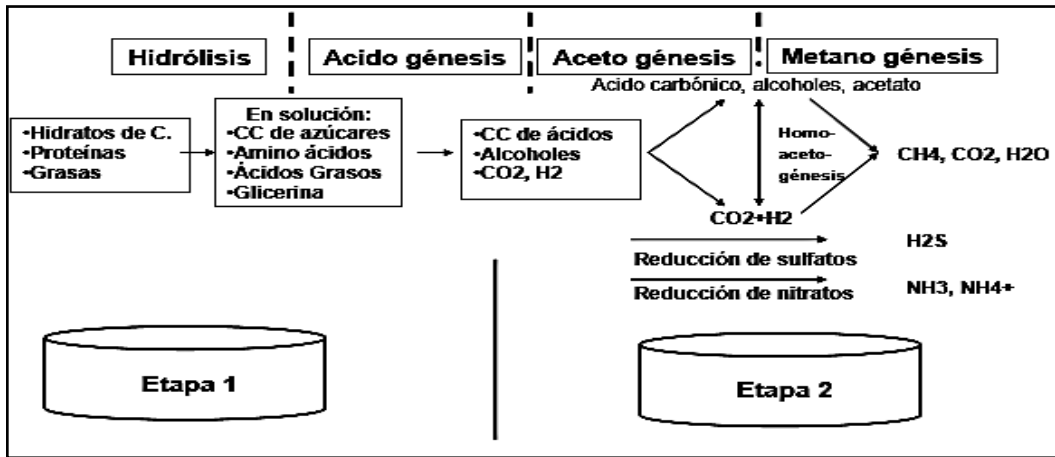 Hidrólisis
Acido génesis
Aceto génesis
Metano génesis
Acido carbónico, alcoholes, acetato
•Hidratos de C.
•Proteínas
•Grasas
En solución:
•CC de azúcares
•Amino ácidos
•Ácidos Grasos
•Glicerina
•CC de ácidos
•Alcoholes
•CO2, H2
Homo-
aceto-
génesis
CH4, CO2, H2O
CO2+H2
Reducción de sulfatos
H2S
Reducción de nitratos
NH3, NH4+
Etapa 1
Etapa 2